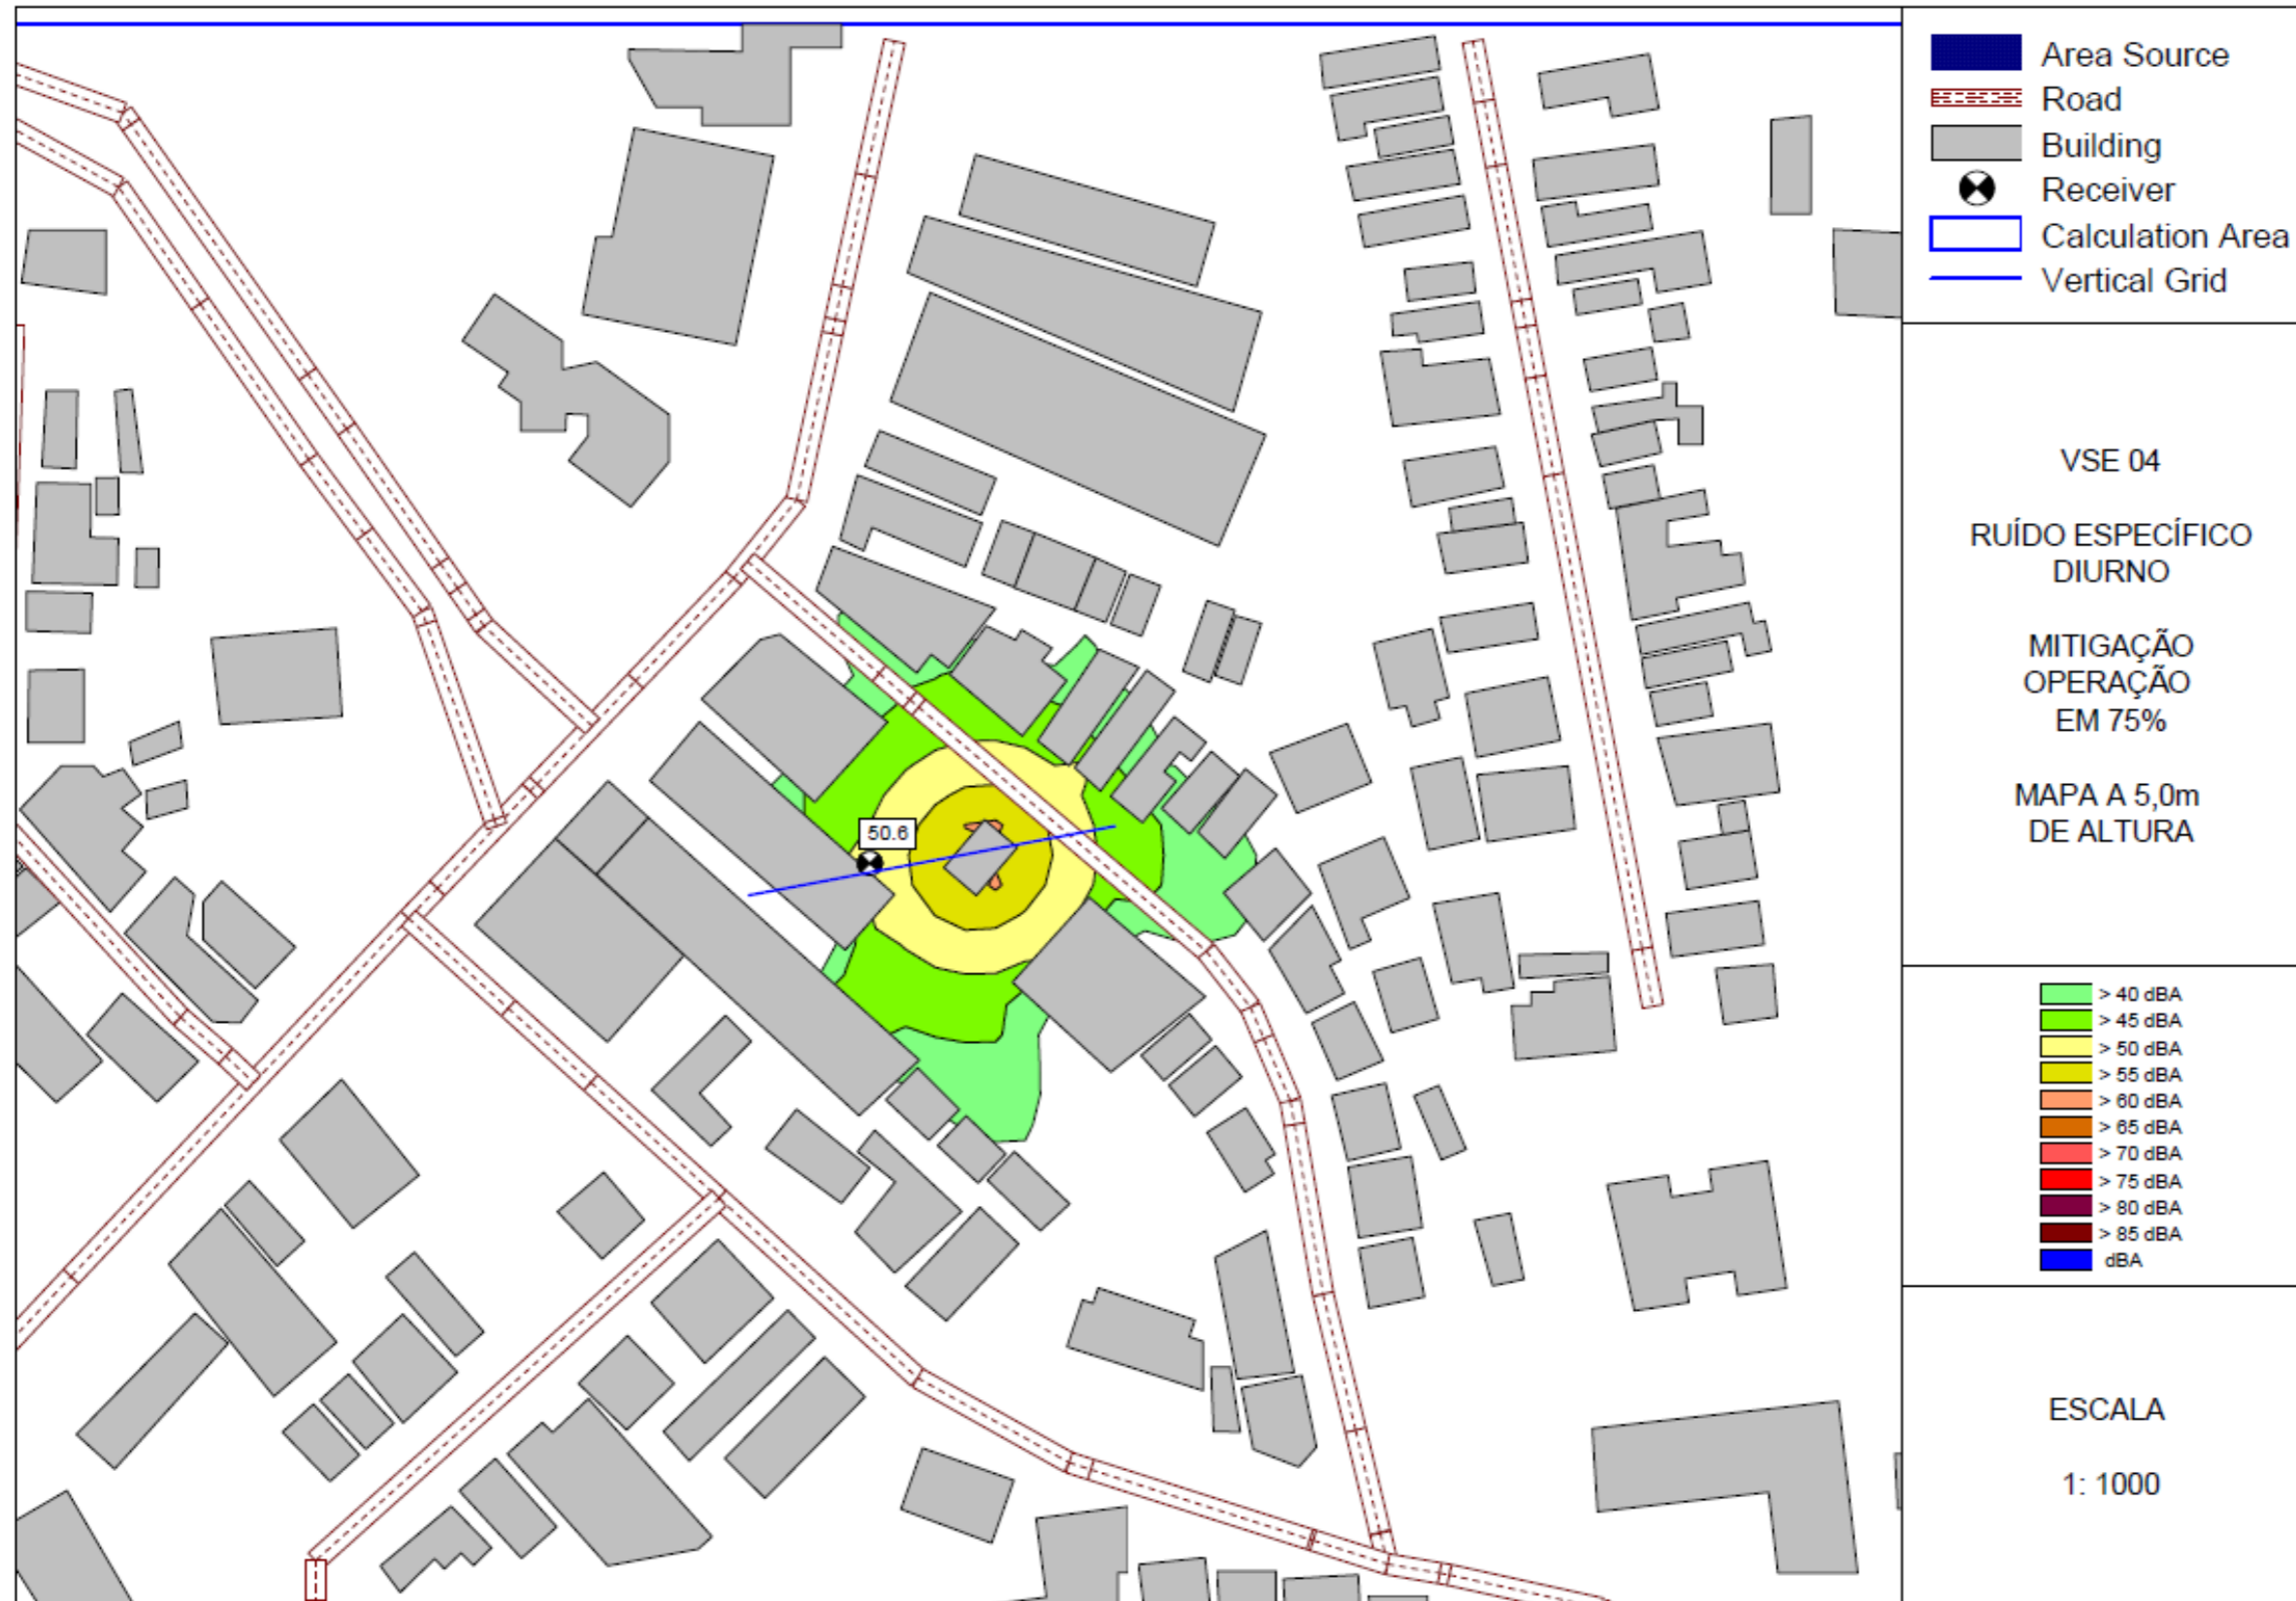 Area Source
Road
Building
Receiver
Calculation Area
Vertical Grid
VSE 04
RUÍDO ESPECÍFICO
DIURNO
MITIGAÇÃO
OPERAÇÃO
EM 75%
MAPA A 5,0m
DE ALTURA
50.6
> 40 dBA
> 45 dBA
> 50 dBA
> 55 dBA
> 60 dBA
> 65 dBA
> 70 dBA
> 75 dBA
> 80 dBA
> 85 dBA
dBA
ESCALA
1: 1000